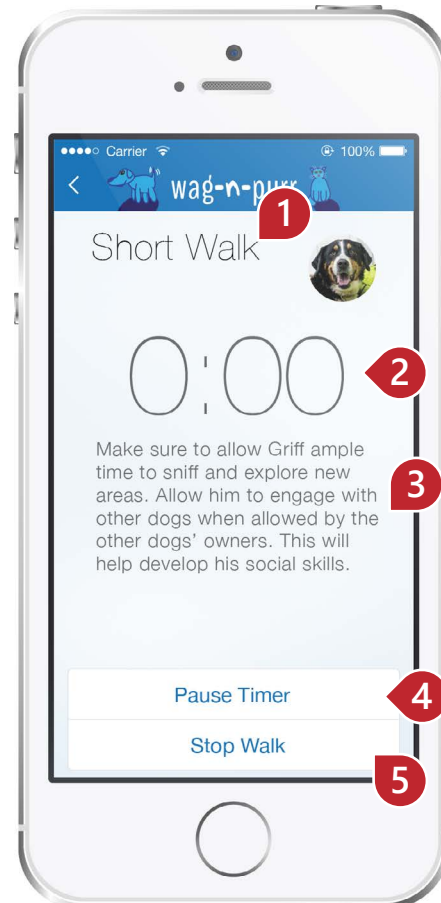 ●●●●○ Carrier 100%
wag-n-purr
1
Short Walk
0:00
2
Make sure to allow Griff ample
time to sniff and explore new
areas. Allow him to engage with
3
other dogs when allowed by the
other dogs’ owners. This will
help develop his social skills.
Pause Timer
4
Stop Walk
5